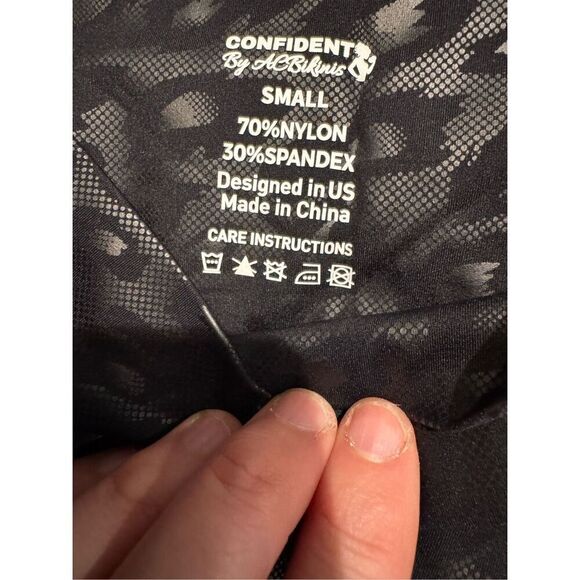 CONFIDENT
By ACBikinis
SMALL
70%NYLON
30%SPANDEX
Designed in US
Made in China
CARE INSTRUCTIONS